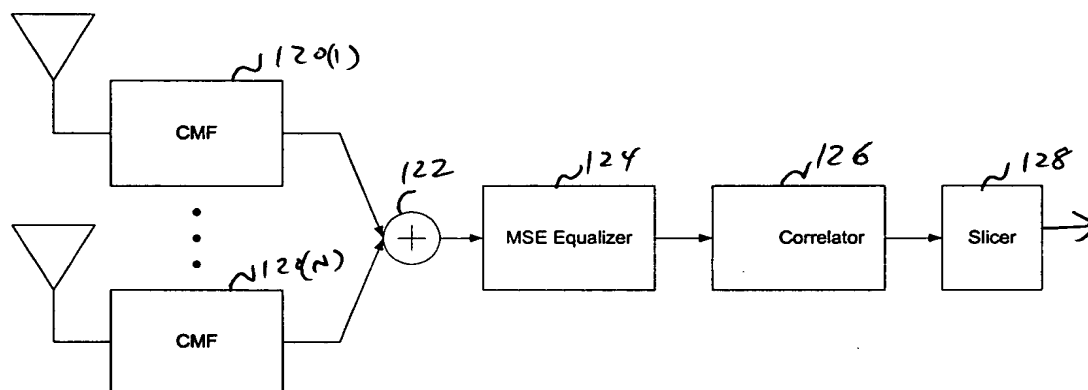 120(1)
CMF
122
124
126
128
+
MSE Equalizer
Correlator
Slicer
120(N)
CMF